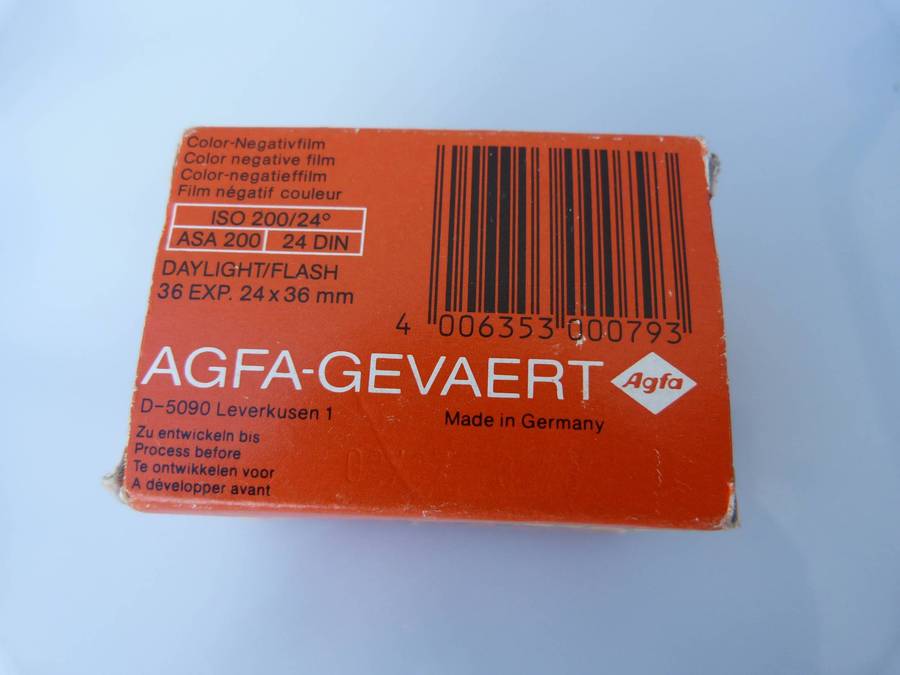 Color-Negativfilm
Color negative film
Color-negatieffilm
Film négatif couleur
ISO 200/24°
ASA 200 24 DIN
DAYLIGHT/FLASH
36 EXP. 24 x 36 mm
4 006353 000793
AGFA-GEVAERT Agfa
D-5090 Leverkusen 1
Made in Germany
Zu entwickeln bis
Process before
Te ontwikkelen voor
A développer avant